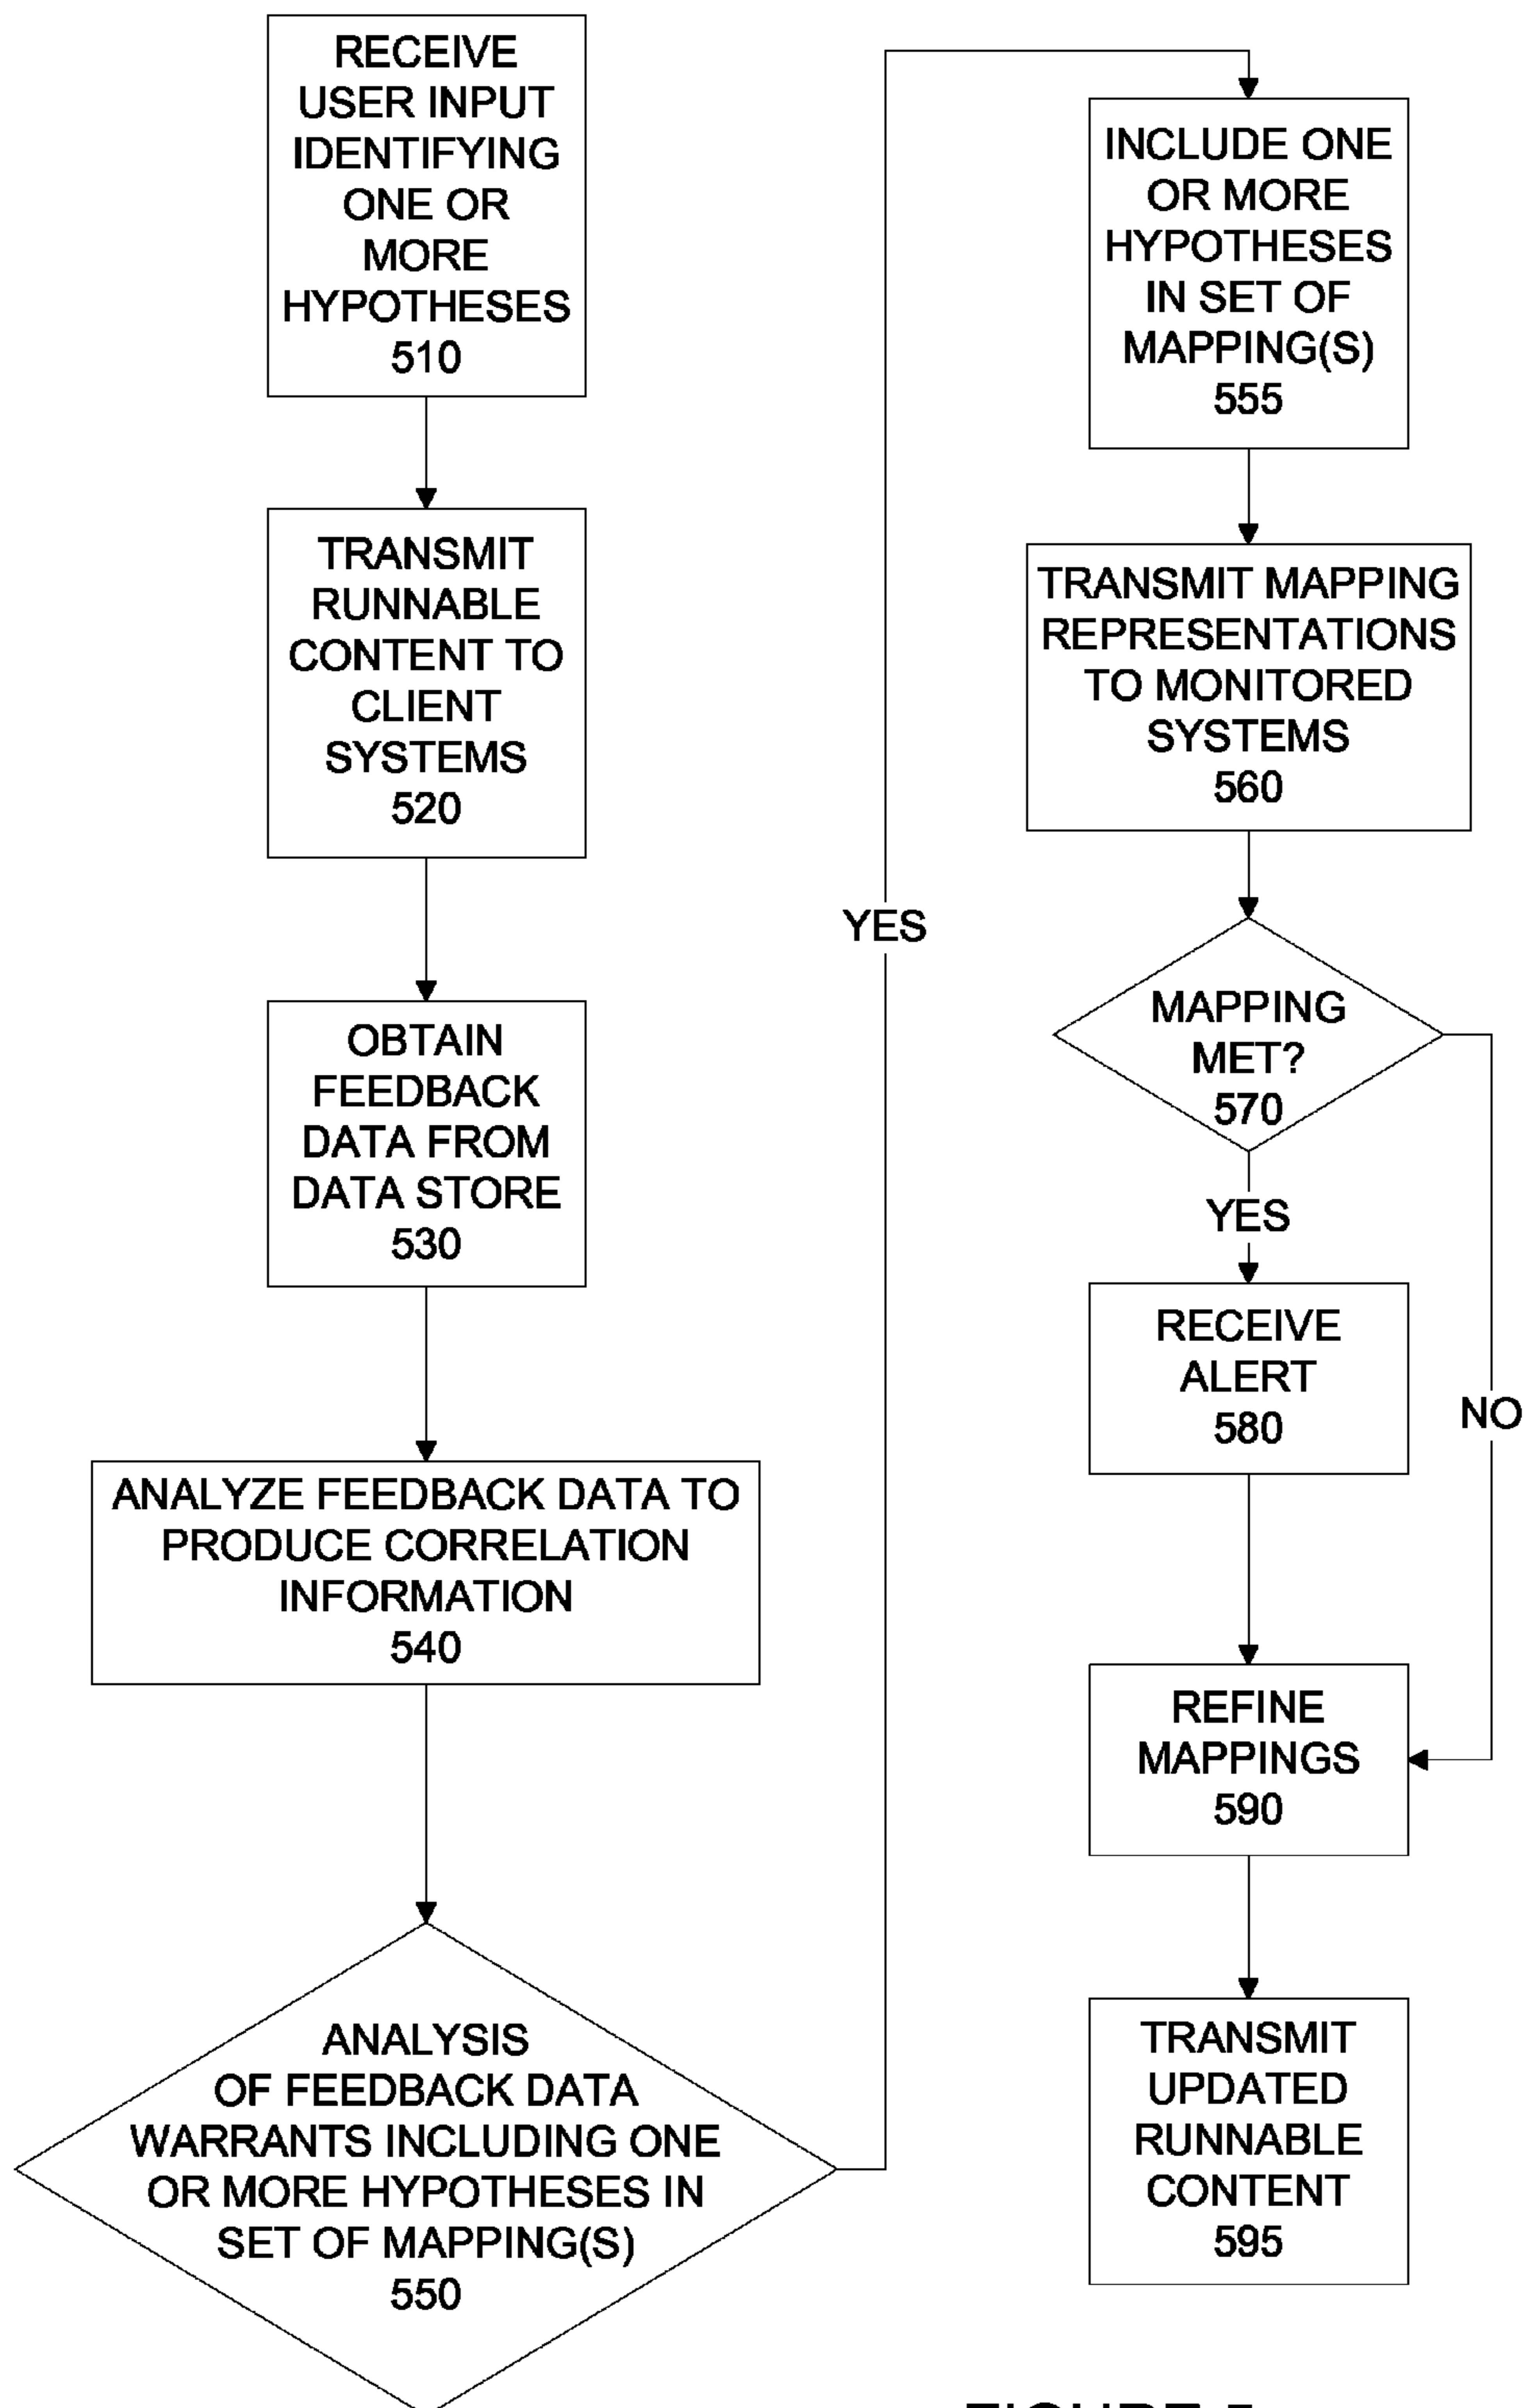 RECEIVE
USER INPUT
IDENTIFYING
ONE OR
MORE
HYPOTHESES
510
TRANSMIT
RUNNABLE
CONTENT TO
CLIENT
SYSTEMS
520
OBTAIN
FEEDBACK
DATA FROM
DATA STORE
530
ANALYZE FEEDBACK DATA TO
PRODUCE CORRELATION
INFORMATION
540
ANALYSIS
OF FEEDBACK DATA
WARRANTS INCLUDING ONE
OR MORE HYPOTHESES IN
SET OF MAPPING(S)
550
YES
INCLUDE ONE
OR MORE
HYPOTHESES
IN SET OF
MAPPING(S)
555
TRANSMIT MAPPING
REPRESENTATIONS
TO MONITORED
SYSTEMS
560
MAPPING
MET?
570
YES
RECEIVE
ALERT
580
NO
REFINE
MAPPINGS
590
TRANSMIT
UPDATED
RUNNABLE
CONTENT
595